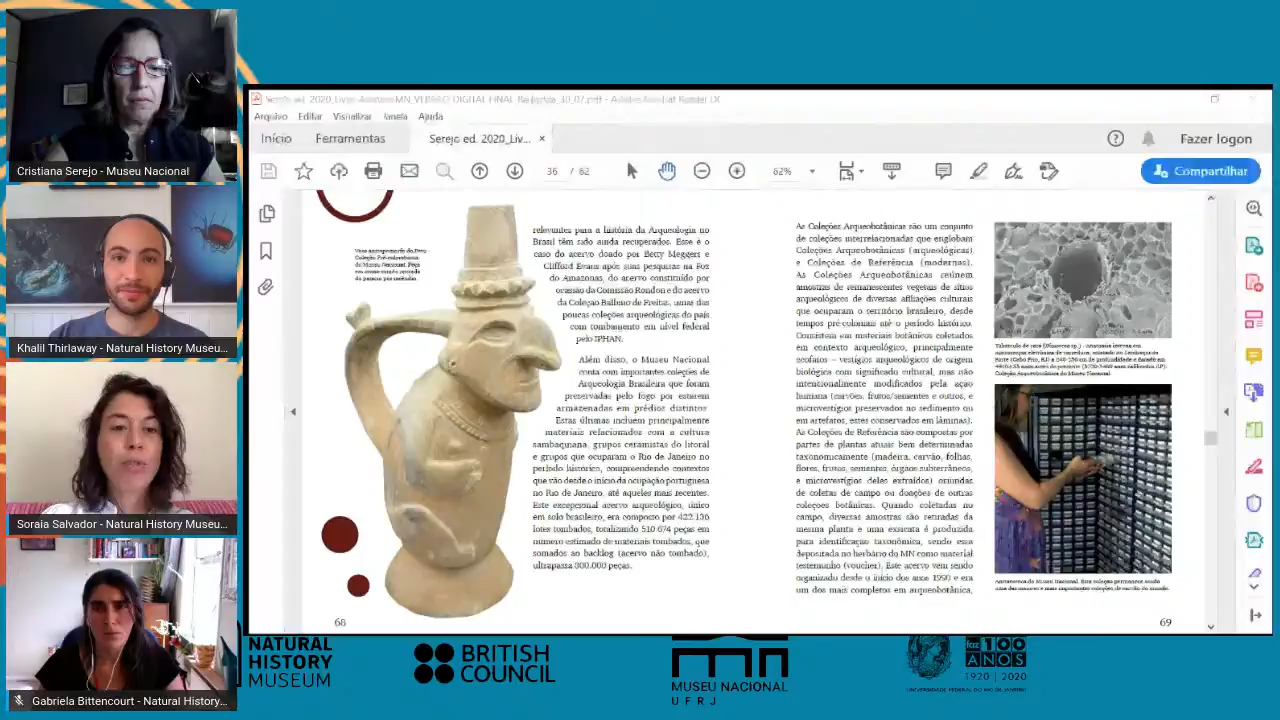 Cristiana Serejo - Museu Nacional
Khalil Thirlaway - Natural History Museu...
Soraia Salvador - Natural History Museu...
Gabriela Bittencourt - Natural History...
Arquivo Editar Visualizar Janela Ajuda
Início Ferramentas Serejo ed. 2020_Liv... × Fazer logon
36 / 82 62% Compartilhar
relevantes para a história da Arqueologia no
Brasil têm sido ainda recuperados. Esse é o
caso do acervo doado por Betty Meggers e
Clifford Evans após suas pesquisas na Foz
do Amazonas, do acervo constituído por
ocasião da Comissão Rondon e do acervo
da Coleção Balbino de Freitas, umas das
poucas coleções arqueológicas do país
com tombamento em nível federal
pelo IPHAN.
Além disso, o Museu Nacional
conta com importantes coleções de
Arqueologia Brasileira que foram
preservadas pelo fogo por estarem
armazenadas em prédios distintos.
Estas últimas incluem principalmente
materiais relacionados com a cultura
sambaquiana, grupos ceramistas do litoral
e grupos que ocuparam o Rio de Janeiro no
período histórico, compreendendo contextos
que vão desde o início da ocupação portuguesa
no Rio de Janeiro, até aqueles mais recentes.
Este excepcional acervo arqueológico, único
em solo brasileiro, era composto por 422.136
lotes tombados, totalizando 510 674 peças em
número estimado de materiais tombados, que
somados ao backlog (acervo não tombado),
ultrapassa 800.000 peças.
68
As Coleções Arqueobotânicas são um conjunto
de coleções interrelacionadas que englobam
Coleções Arqueobotânicas (arqueológicas)
e Coleções de Referência (modernas).
As Coleções Arqueobotânicas reúnem
amostras de remanescentes vegetais de sítios
arqueológicos de diversas afiliações culturais
que ocuparam o território brasileiro, desde
tempos pré-coloniais até o período histórico.
Consistem em materiais botânicos coletados
em contexto arqueológico, principalmente
ecofatos – vestígios arqueológicos de origem
biológica com significado cultural, mas não
intencionalmente modificados pela ação
humana (carvões, frutos/sementes e outros, e
microvestígios preservados no sedimento ou
em artefatos, estes conservados em lâminas).
As Coleções de Referência são compostas por
partes de plantas atuais bem determinadas
taxonomicamente (madeira, carvão, folhas,
flores, frutos, sementes, órgãos subterrâneos,
e microvestígios deles extraídos) oriundas
de coletas de campo ou doações de outras
coleções botânicas. Quando coletadas no
campo, diversas amostras são retiradas da
mesma planta e uma exsicata é produzida
para identificação taxonômica, sendo essa
depositada no herbário do MN como material
testemunho (voucher). Este acervo vem sendo
organizado desde o início dos anos 1990 e era
um dos mais completos em arqueobotânica,
69
NATURAL
HISTORY
MUSEUM
BRITISH
COUNCIL
MUSEU NACIONAL
UFRJ
faz 100
ANOS
1920 | 2020
UNIVERSIDADE FEDERAL DO RIO DE JANEIRO